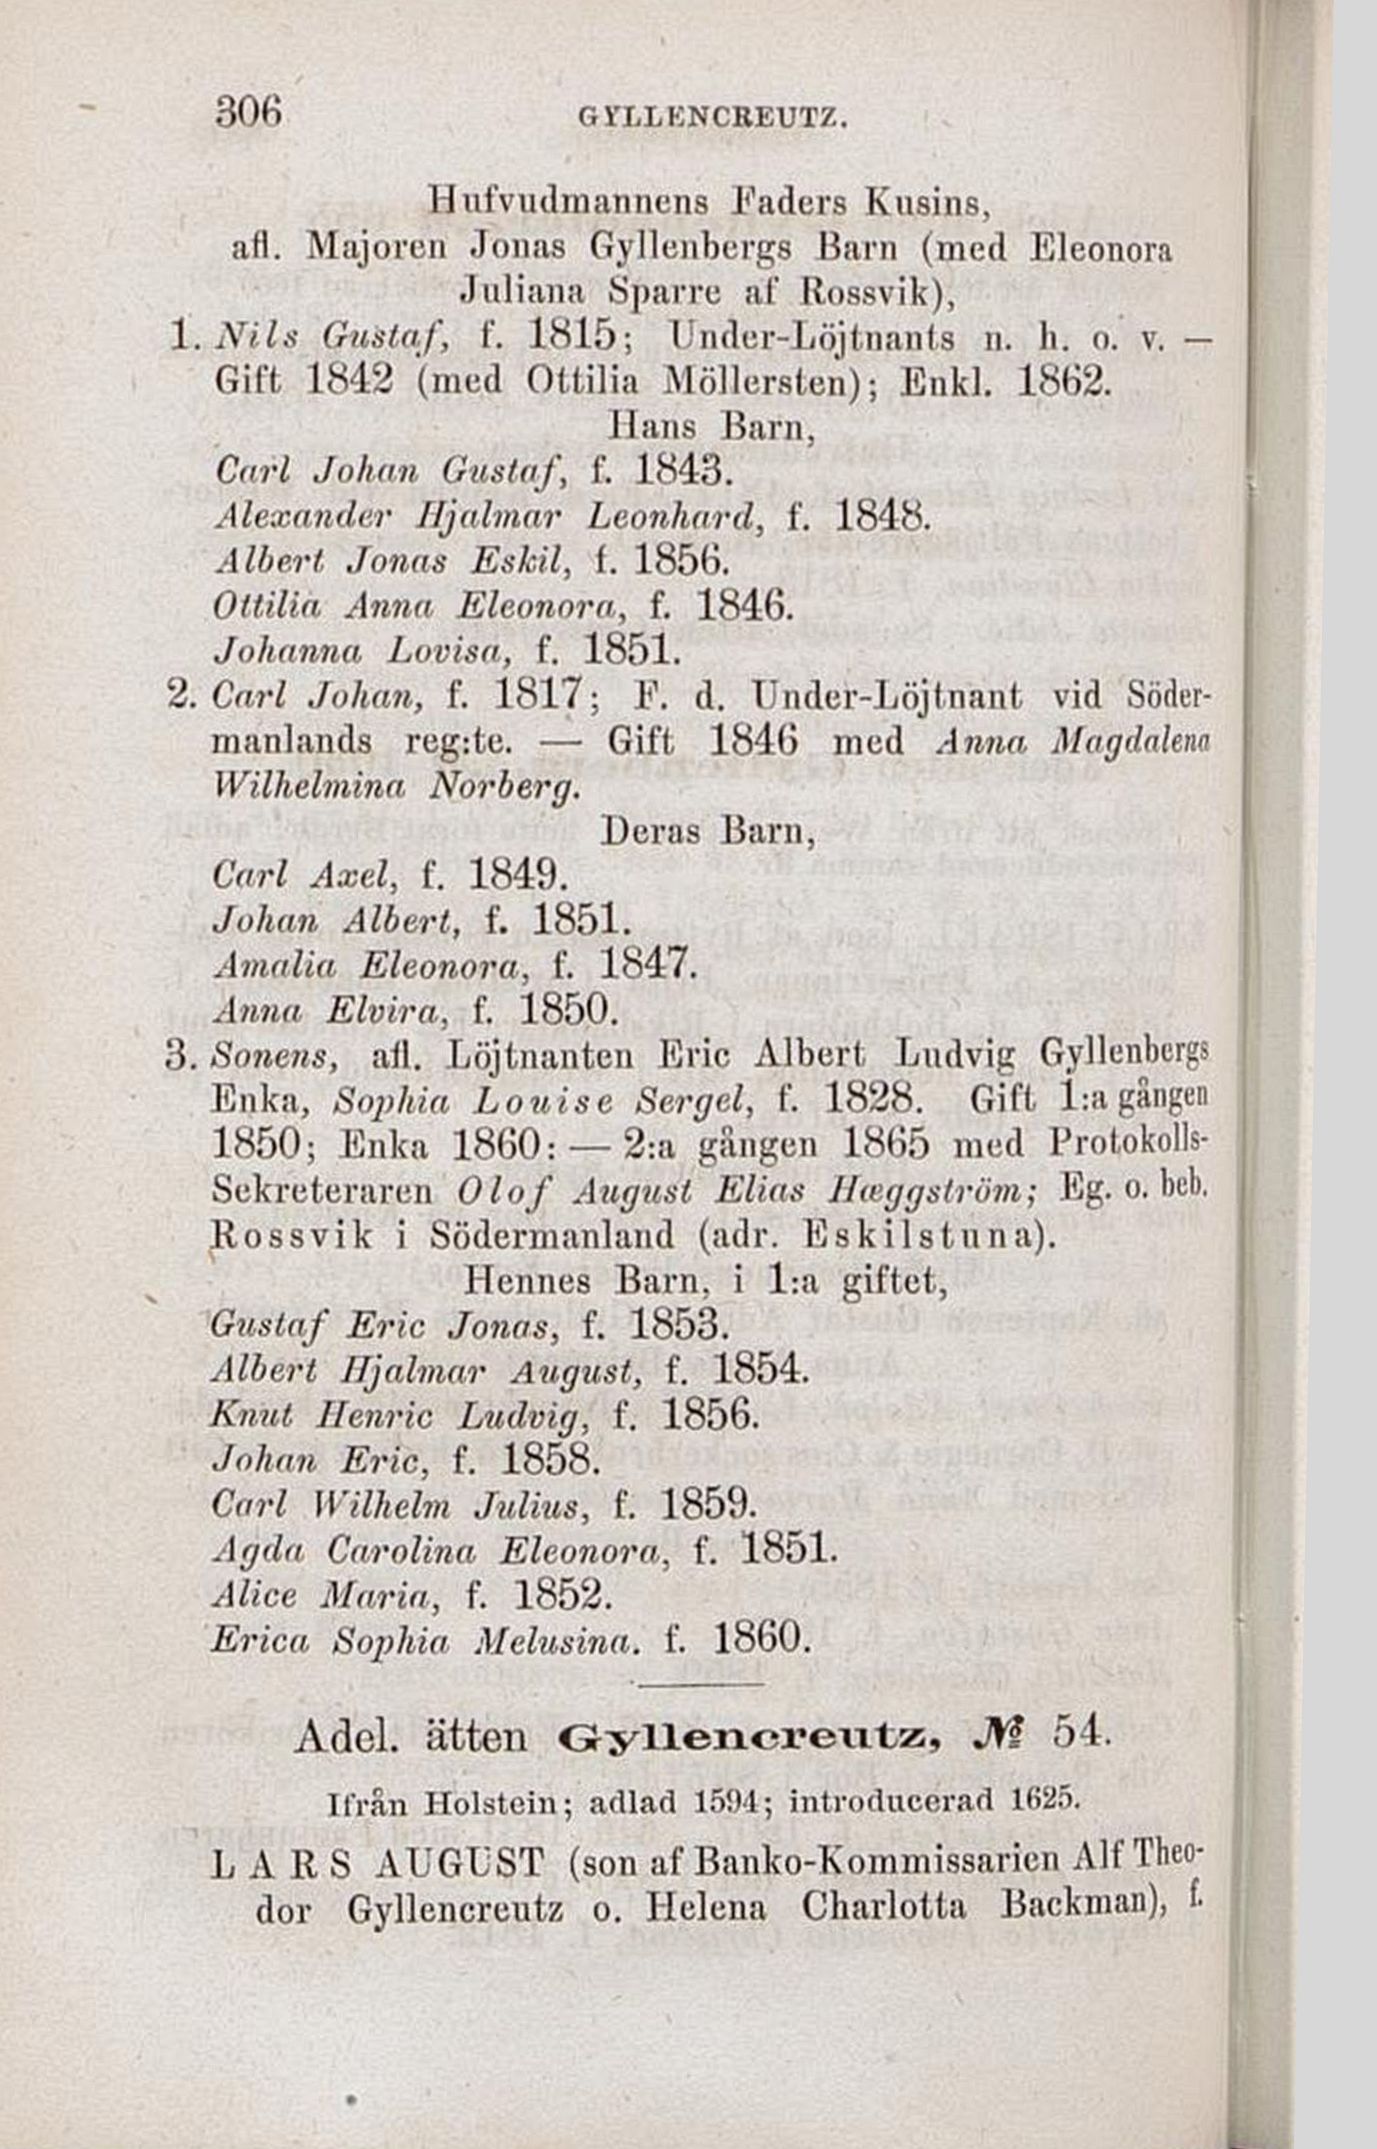 306
GYLLENCREUTZ.
Hufvudmannens Faders Kusins,
afl. Majoren Jonas Gyllenbergs Barn (med Eleonora
Juliana Sparre af Rossvik),
1. Nils Gustaf, f. 1815; Under-Löjtnants n. h. o. v. —
Gift 1842 (med Ottilia Möllersten); Enkl. 1862.
Hans Barn,
Carl Johan Gustaf, f. 1843.
Alexander Hjalmar Leonhard, f. 1848.
Albert Jonas Eskil, f. 1856.
Ottilia Anna Eleonora, f. 1846.
Johanna Lovisa, f. 1851.
2. Carl Johan, f. 1817; F. d. Under-Löjtnant vid Söder-
manlands reg:te. — Gift 1846 med Anna Magdalena
Wilhelmina Norberg.
Deras Barn,
Carl Axel, f. 1849.
Johan Albert, f. 1851.
Amalia Eleonora, f. 1847.
Anna Elvira, f. 1850.
3. Sonens, afl. Löjtnanten Eric Albert Ludvig Gyllenbergs
Enka, Sophia Louise Sergel, f. 1828. Gift 1:a gången
1850; Enka 1860: — 2:a gången 1865 med Protokolls-
Sekreteraren Olof August Elias Hæggström; Eg. o. beb.
Rossvik i Södermanland (adr. Eskilstuna).
Hennes Barn, i 1:a giftet,
Gustaf Eric Jonas, f. 1853.
Albert Hjalmar August, f. 1854.
Knut Henric Ludvig, f. 1856.
Johan Eric, f. 1858.
Carl Wilhelm Julius, f. 1859.
Agda Carolina Eleonora, f. 1851.
Alice Maria, f. 1852.
Erica Sophia Melusina. f. 1860.
Adel. ätten Gyllencreutz, № 54.
Ifrån Holstein; adlad 1594; introducerad 1625.
LARS AUGUST (son af Banko-Kommissarien Alf Theo-
dor Gyllencreutz o. Helena Charlotta Backman), f.